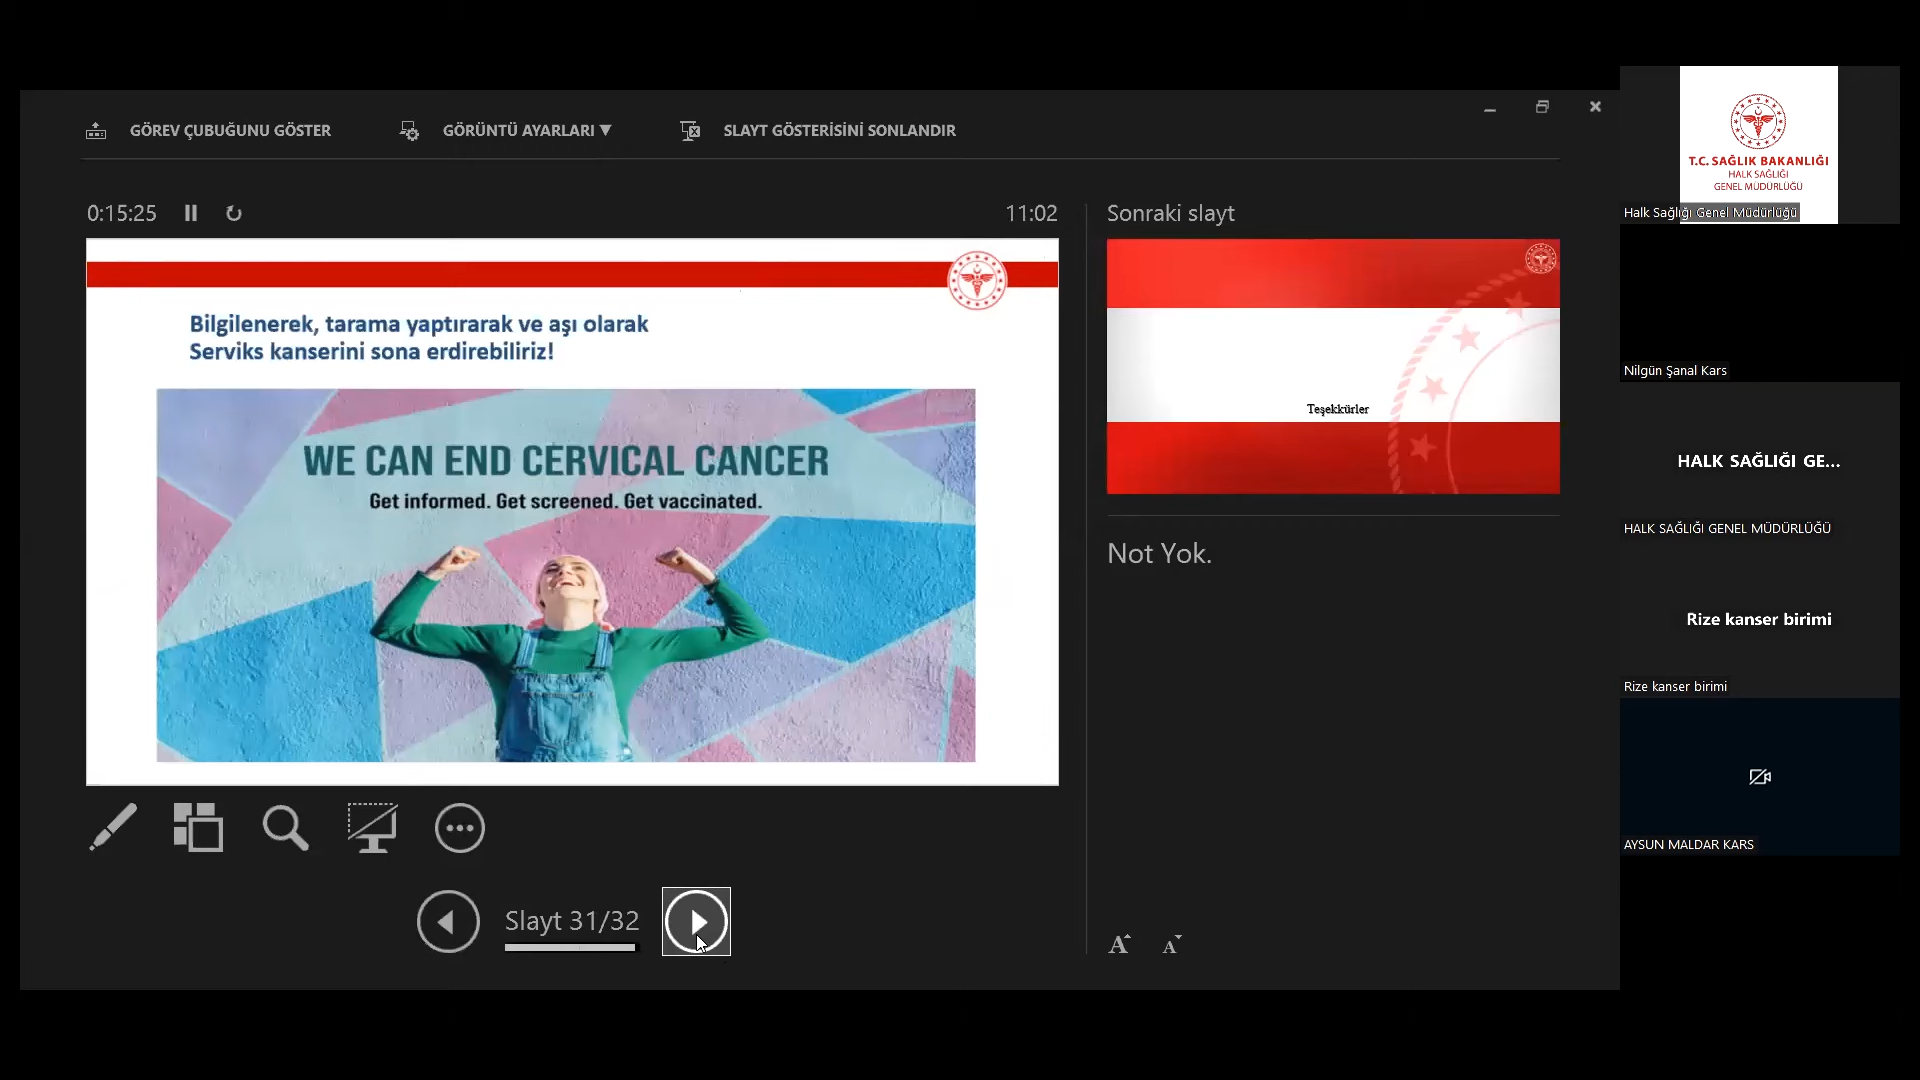 GÖREV ÇUBUĞUNU GÖSTER
GÖRÜNTÜ AYARLARI ▼
SLAYT GÖSTERİSİNİ SONLANDIR
0:15:25
11:02
Bilgilenerek, tarama yaptırarak ve aşı olarak
Serviks kanserini sona erdirebiliriz!
WE CAN END CERVICAL CANCER
Get informed. Get screened. Get vaccinated.
Slayt 31/32
Sonraki slayt
Teşekkürler
Not Yok.
T.C. SAĞLIK BAKANLIĞI
HALK SAĞLIĞI
GENEL MÜDÜRLÜĞÜ
Halk Sağlığı Genel Müdürlüğü
Nilgün Şanal Kars
HALK SAĞLIĞI GE...
HALK SAĞLIĞI GENEL MÜDÜRLÜĞÜ
Rize kanser birimi
Rize kanser birimi
AYSUN MALDAR KARS